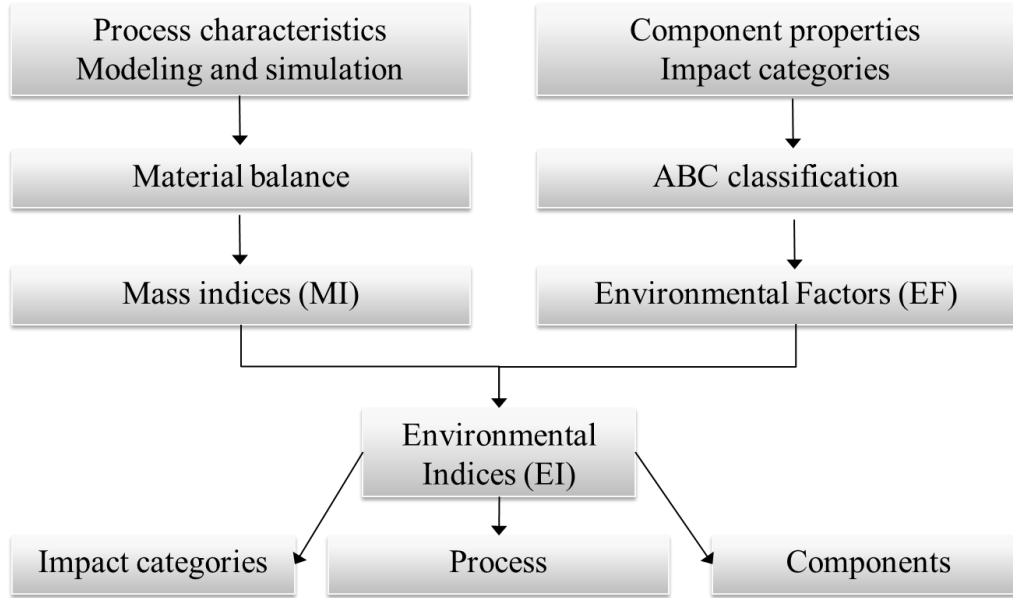 Process characteristics
Modeling and simulation
Component properties
Impact categories
Material balance
ABC classification
Mass indices (MI)
Environmental Factors (EF)
Environmental
Indices (EI)
Impact categories
Process
Components